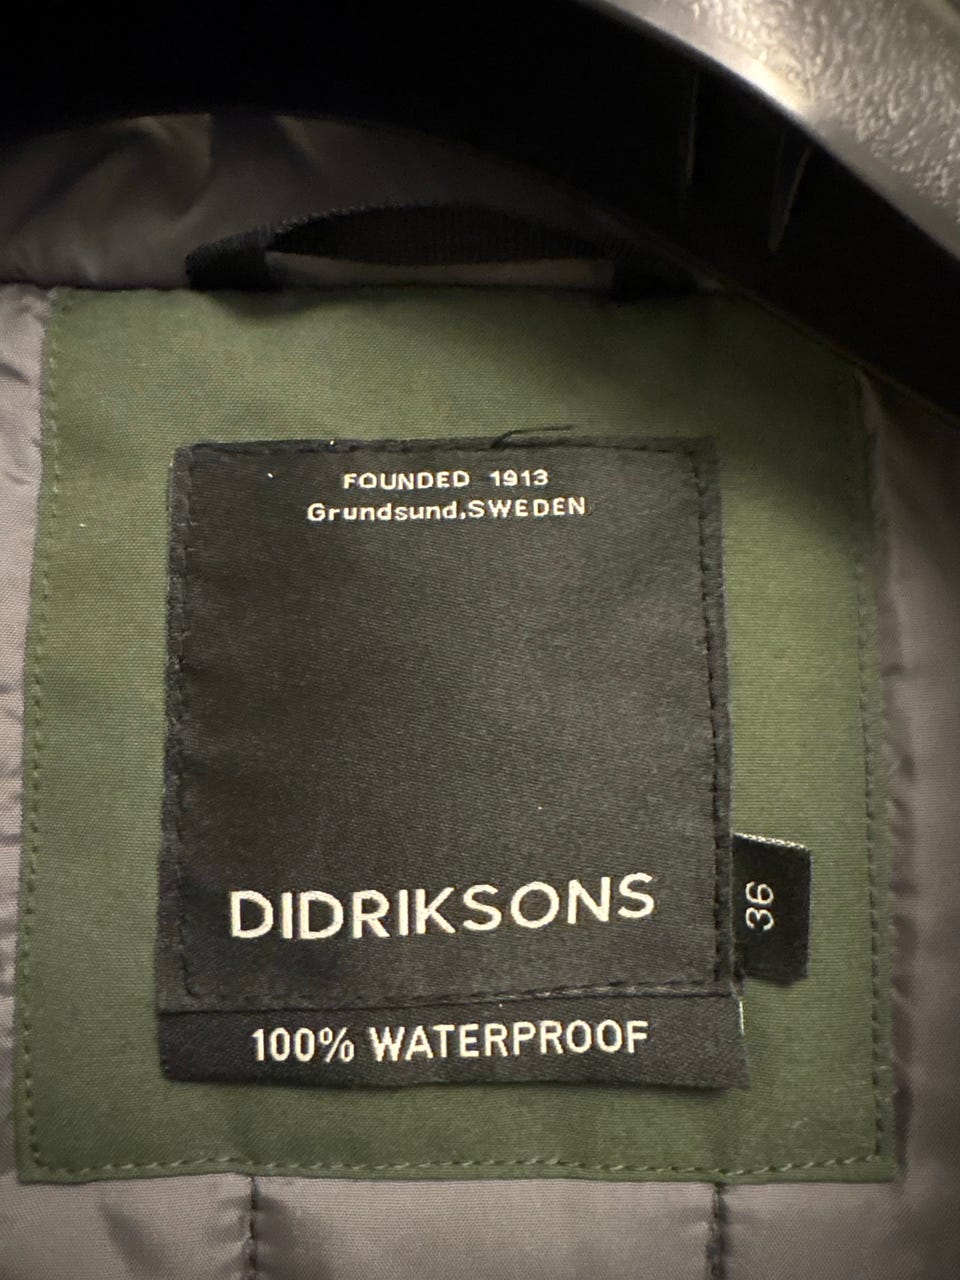 FOUNDED 1913
Grundsund,SWEDEN
DIDRIKSONS
36
100% WATERPROOF